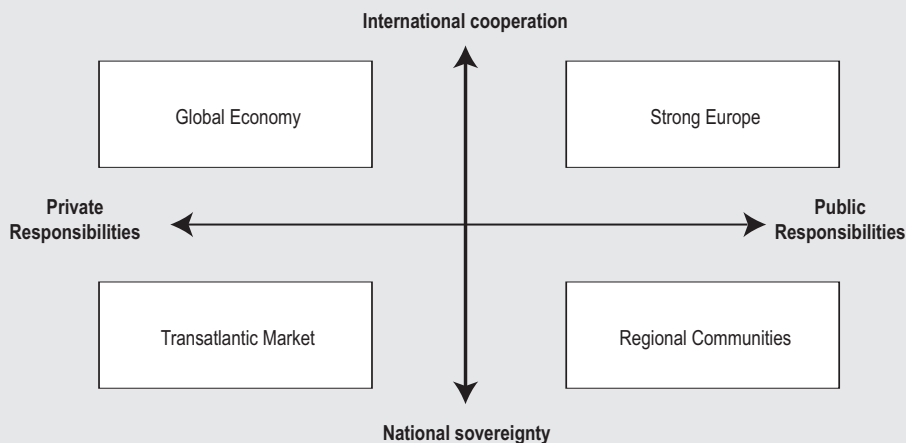 International cooperation
Global Economy
Strong Europe
Private
Responsibilities
Public
Responsibilities
Transatlantic Market
Regional Communities
National sovereignty